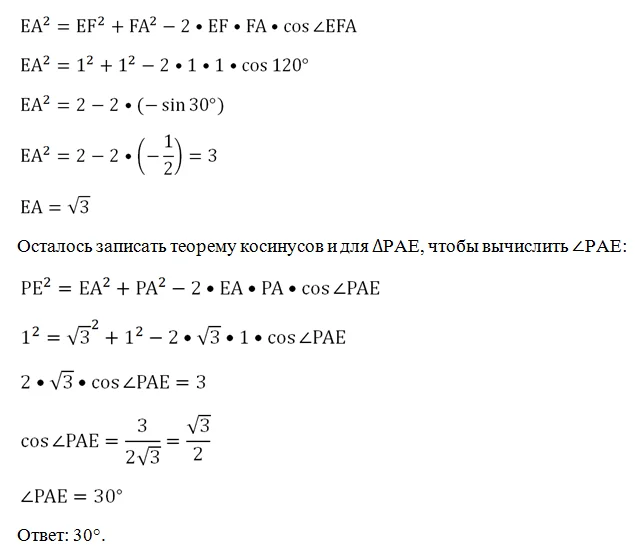 EA² = EF² + FA² − 2 • EF • FA • cos ∠EFA
EA² = 1² + 1² − 2 • 1 • 1 • cos 120°
EA² = 2 − 2 • (− sin 30°)
EA² = 2 − 2 • (−1/2) = 3
EA = √3
Осталось записать теорему косинусов и для ΔPAE, чтобы вычислить ∠PAE:
PE² = EA² + PA² − 2 • EA • PA • cos ∠PAE
1² = √3² + 1² − 2 • √3 • 1 • cos ∠PAE
2 • √3 • cos ∠PAE = 3
cos ∠PAE = 3/(2√3) = √3/2
∠PAE = 30°
Ответ: 30°.